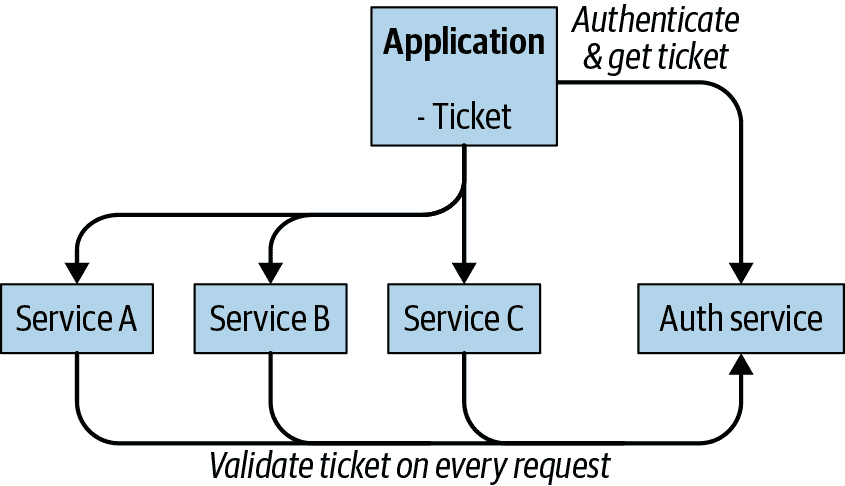 Application
- Ticket
Authenticate
& get ticket
Service A
Service B
Service C
Auth service
Validate ticket on every request